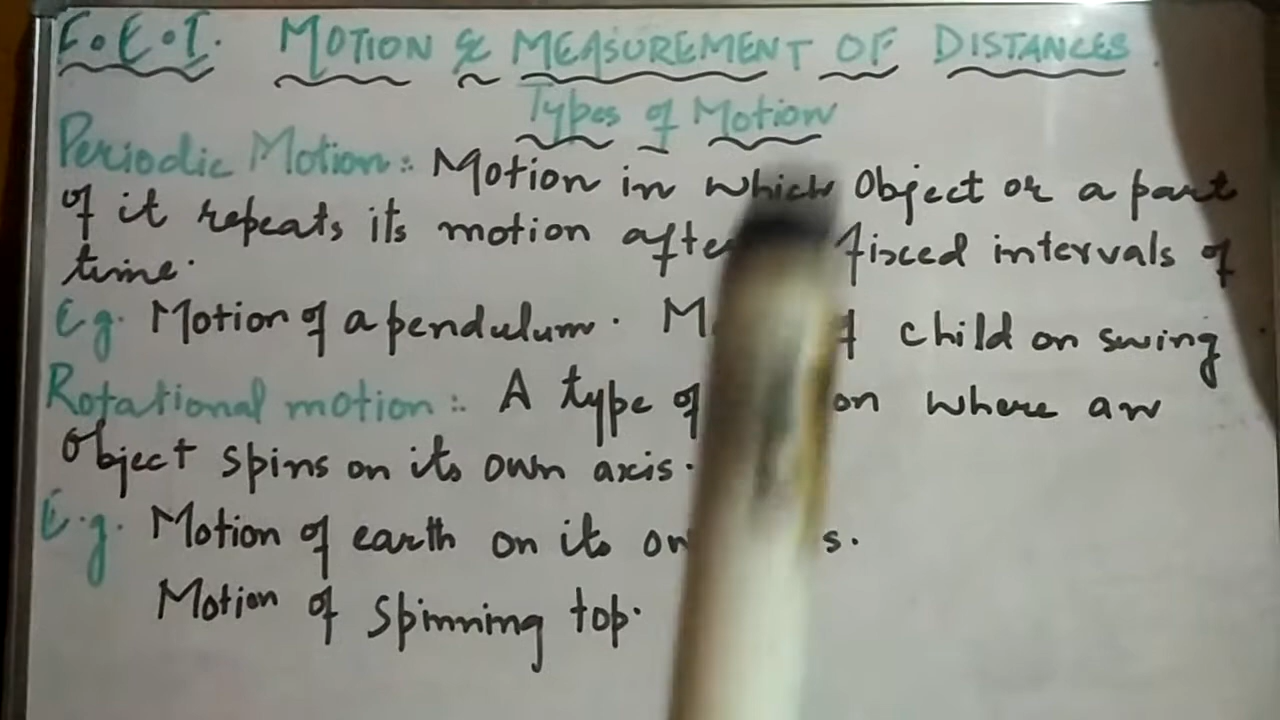 F.E.I. MOTION & MEASUREMENT OF DISTANCES.
Types of Motion
Periodic Motion:- Motion in which Object or a part
of it repeats its motion after fixed intervals of
time.
Eg. Motion of a pendulum. child on swing
Rotational motion:- A type of where an
Object spins on its own axis.
E.g. Motion of earth on its
Motion of Spinning top.